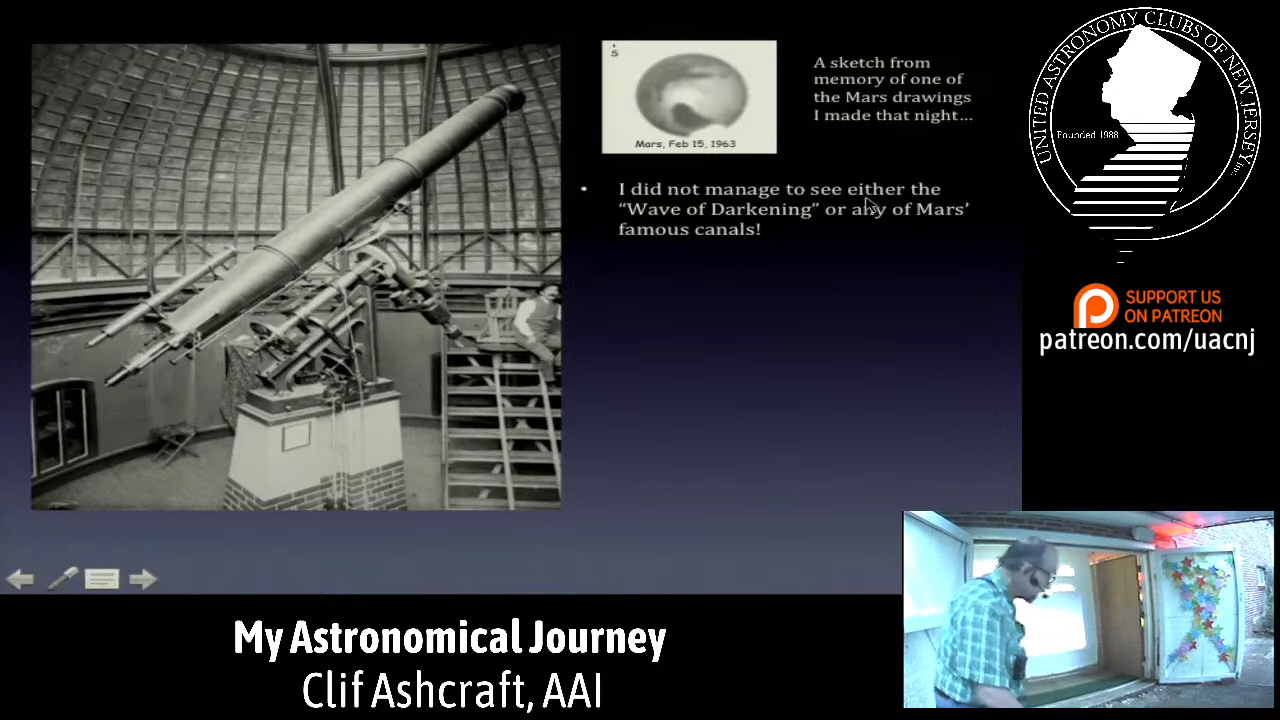 S
Mars, Feb 15, 1963
A sketch from
memory of one of
the Mars drawings
I made that night...
• I did not manage to see either the
“Wave of Darkening” or any of Mars’
famous canals!
UNITED ASTRONOMY CLUBS OF NEW JERSEY, Inc.
Founded 1988
SUPPORT US
ON PATREON
patreon.com/uacnj
My Astronomical Journey
Clif Ashcraft, AAI